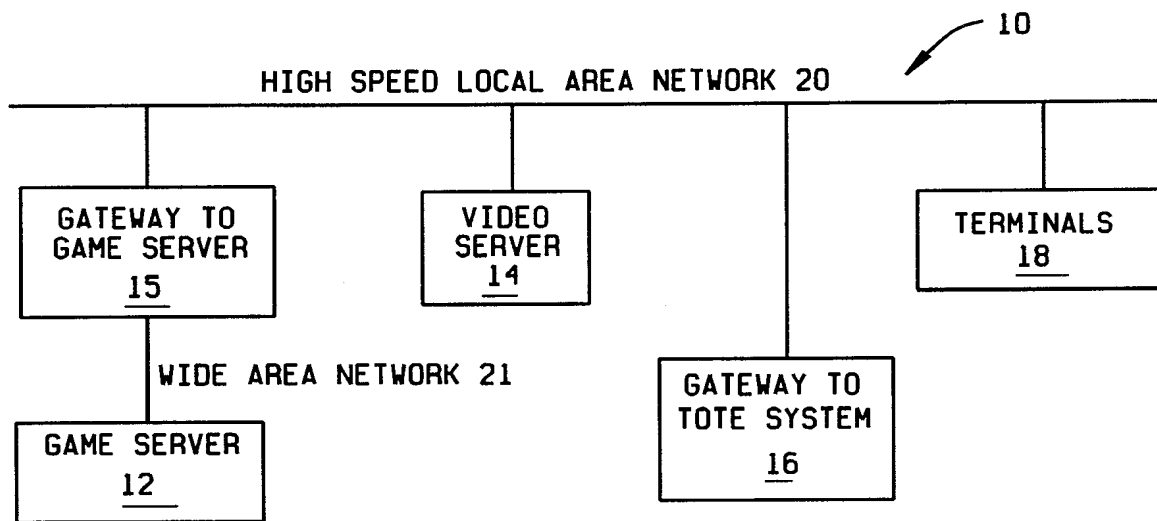 10
HIGH SPEED LOCAL AREA NETWORK 20
GATEWAY TO
GAME SERVER
15
VIDEO
SERVER
14
TERMINALS
18
WIDE AREA NETWORK 21
GATEWAY TO
TOTE SYSTEM
16
GAME SERVER
12